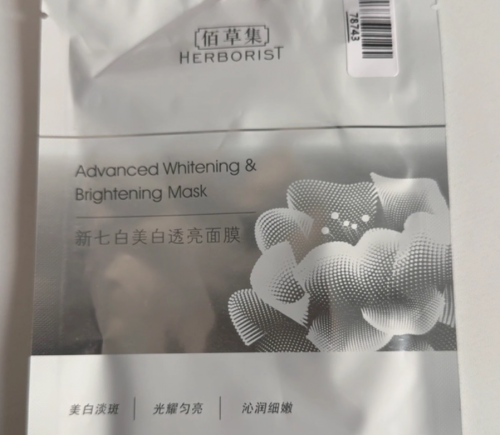 佰草集
HERBORIST
78743
Advanced Whitening &
Brightening Mask
新七白美白透亮面膜
美白淡斑 | 光耀匀亮 | 沁润细嫩